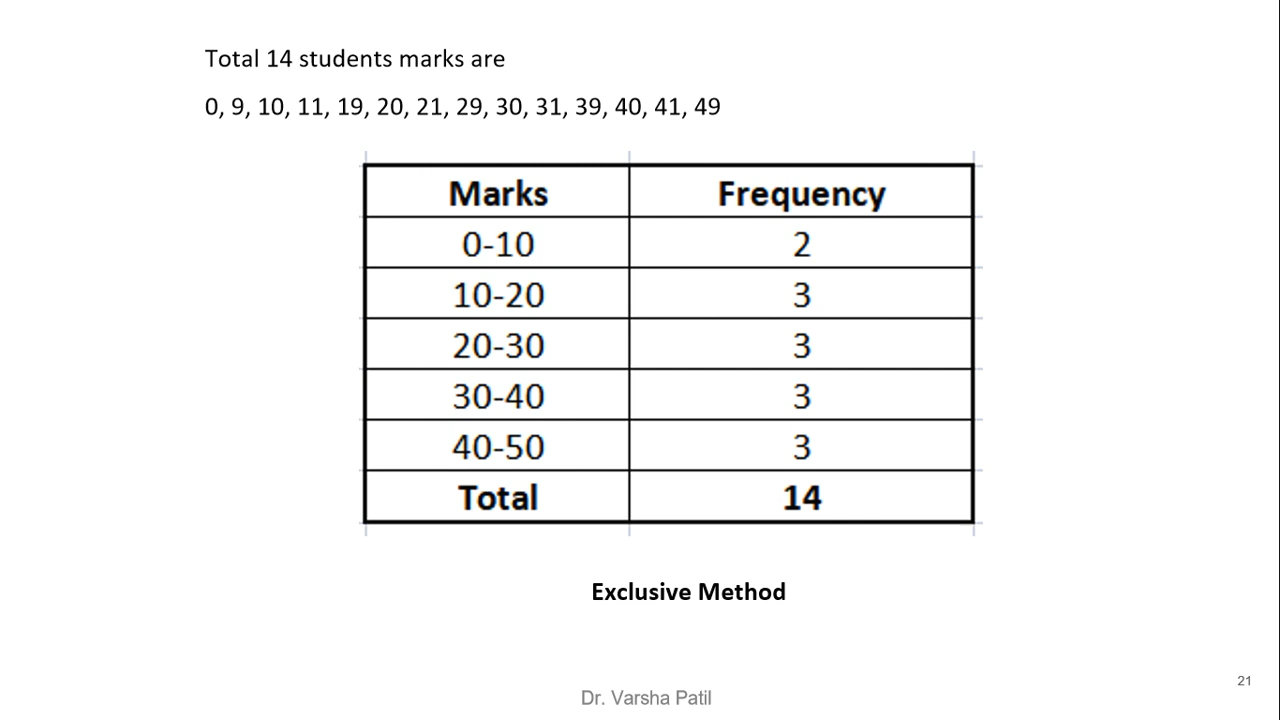 Total 14 students marks are
0, 9, 10, 11, 19, 20, 21, 29, 30, 31, 39, 40, 41, 49
Marks Frequency
0-10 2
10-20 3
20-30 3
30-40 3
40-50 3
Total 14
Exclusive Method
21
Dr. Varsha Patil